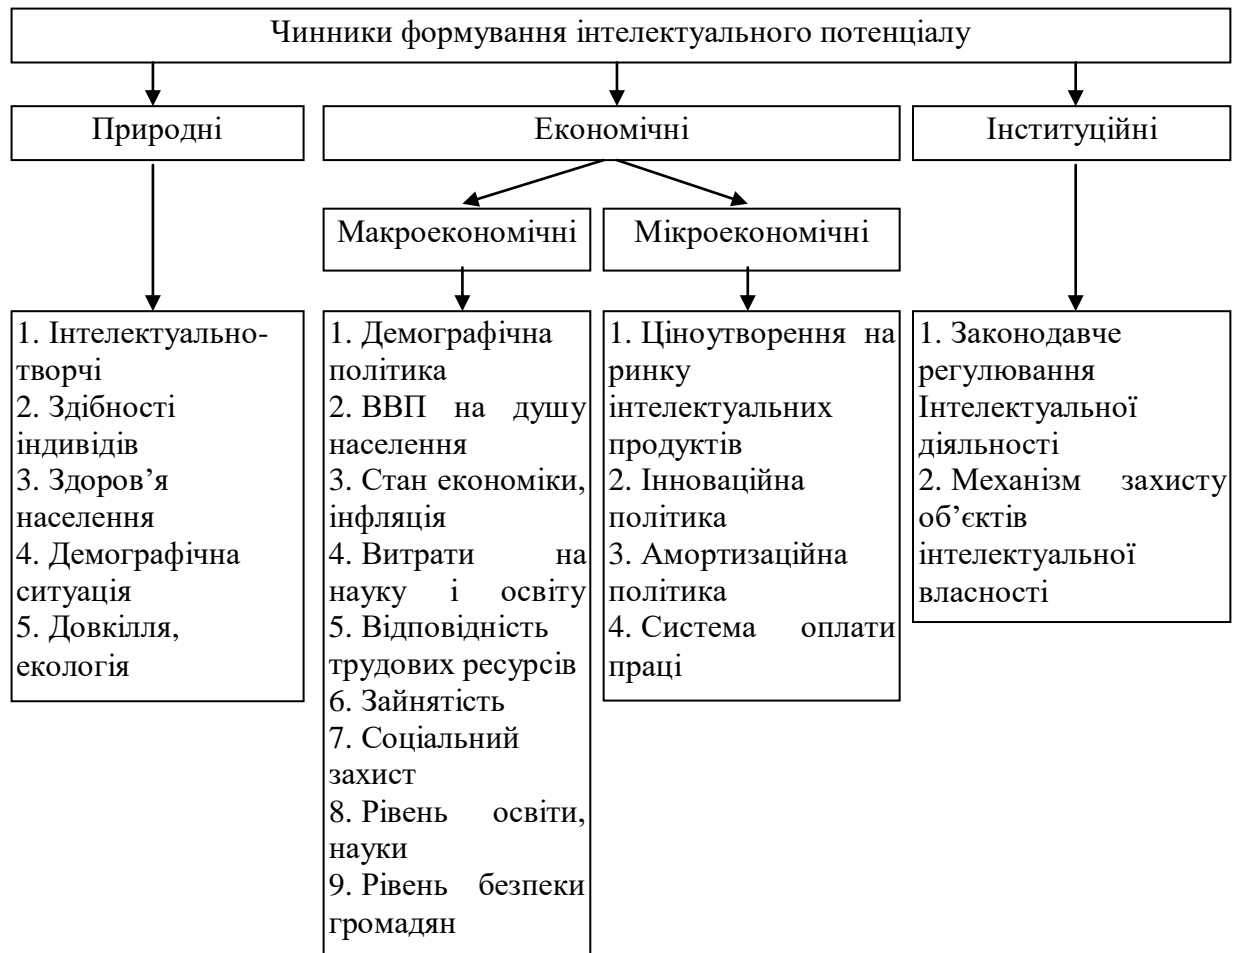 Чинники формування інтелектуального потенціалу
Природні
Економічні
Інституційні
Макроекономічні
Мікроекономічні
1. Інтелектуально-
творчі
2. Здібності
індивідів
3. Здоров’я
населення
4. Демографічна
ситуація
5. Довкілля,
екологія
1. Демографічна
політика
2. ВВП на душу
населення
3. Стан економіки,
інфляція
4. Витрати на
науку і освіту
5. Відповідність
трудових ресурсів
6. Зайнятість
7. Соціальний
захист
8. Рівень освіти,
науки
9. Рівень безпеки
громадян
1. Ціноутворення на
ринку
інтелектуальних
продуктів
2. Інноваційна
політика
3. Амортизаційна
політика
4. Система оплати
праці
1. Законодавче
регулювання
Інтелектуальної
діяльності
2. Механізм захисту
об’єктів
інтелектуальної
власності